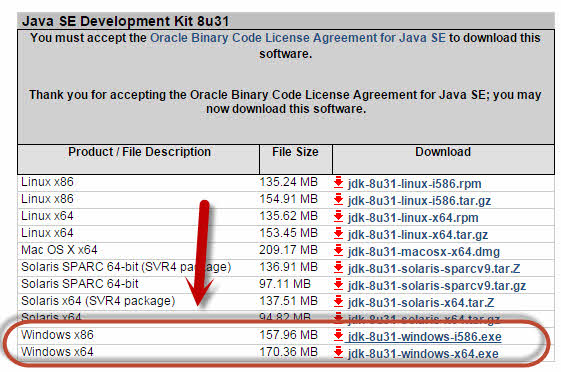 Java SE Development Kit 8u31
You must accept the Oracle Binary Code License Agreement for Java SE to download this
software.
Thank you for accepting the Oracle Binary Code License Agreement for Java SE; you may
now download this software.
Product / File Description File Size Download
Linux x86 135.24 MB jdk-8u31-linux-i586.rpm
Linux x86 154.91 MB jdk-8u31-linux-i586.tar.gz
Linux x64 135.62 MB jdk-8u31-linux-x64.rpm
Linux x64 153.45 MB jdk-8u31-linux-x64.tar.gz
Mac OS X x64 209.17 MB jdk-8u31-macosx-x64.dmg
Solaris SPARC 64-bit (SVR4 package) 136.91 MB jdk-8u31-solaris-sparcv9.tar.Z
Solaris SPARC 64-bit 97.11 MB jdk-8u31-solaris-sparcv9.tar.gz
Solaris x64 (SVR4 package) 137.51 MB jdk-8u31-solaris-x64.tar.Z
Solaris x64 94.82 MB jdk-8u31-solaris-x64.tar.gz
Windows x86 157.96 MB jdk-8u31-windows-i586.exe
Windows x64 170.36 MB jdk-8u31-windows-x64.exe